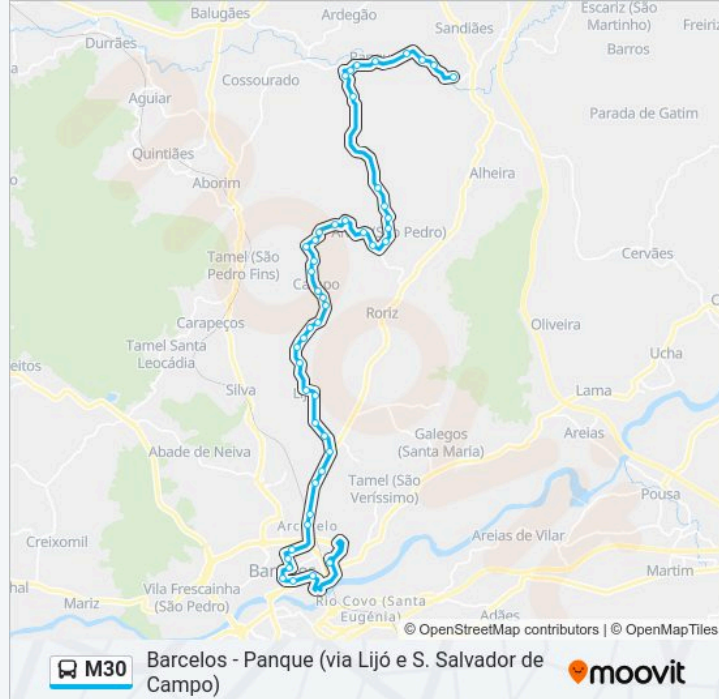 Balugães
Ardegão
Escariz (São
Martinho)
Freiriz
Sandiães
Durrães
Barros
Cossourado
Aguiar
Parada de Gatim
Quintiães
Aborim
Alheira
Pedro)
Tamel (São
Pedro Fins)
Cervães
Roriz
Carapeços
Tamel Santa
Leocádia
Oliveira
Ucha
Silva
Lama
Galegos
(Santa Maria)
Areias
Abade de Neiva
Tamel (São
Veríssimo)
Pousa
Creixomil
Areias de Vilar
Martim
Vila Frescainha
(São Pedro)
Mariz
Rio Covo (Santa
Eugénia)
Adães
© OpenStreetMap contributors | © OpenMapTiles
M30
Barcelos - Panque (via Lijó e S. Salvador de
Campo)
moovit